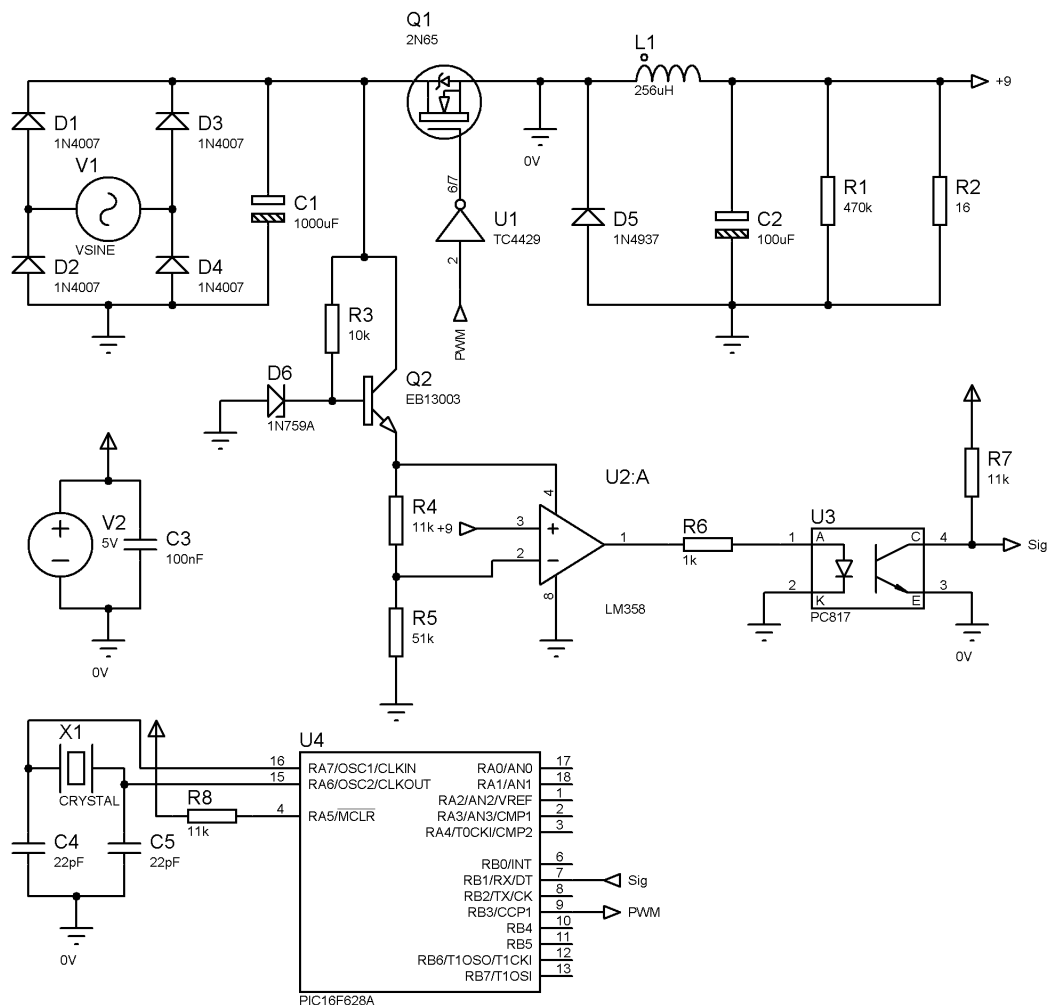 Q1
2N65
L1
256uH
+9
D1
1N4007
D3
1N4007
V1
VSINE
C1
1000uF
0V
6/7
U1
TC4429
2
PWM
D5
1N4937
C2
100uF
R1
470k
R2
16
D2
1N4007
D4
1N4007
R3
10k
D6
1N759A
Q2
EB13003
R4
11k
+9
3
2
4
8
1
U2:A
LM358
R5
51k
R6
1k
U3
1
A
C
4
2
K
E
3
PC817
R7
11k
Sig
0V
V2
5V
C3
100nF
0V
X1
CRYSTAL
R8
11k
C4
22pF
C5
22pF
0V
U4
16 RA7/OSC1/CLKIN
15 RA6/OSC2/CLKOUT
4 RA5/MCLR
RA0/AN0 17
RA1/AN1 18
RA2/AN2/VREF 1
RA3/AN3/CMP1 2
RA4/T0CKI/CMP2 3
RB0/INT 6
RB1/RX/DT 7 Sig
RB2/TX/CK 8
RB3/CCP1 9 PWM
RB4 10
RB5 11
RB6/T1OSO/T1CKI 12
RB7/T1OSI 13
PIC16F628A